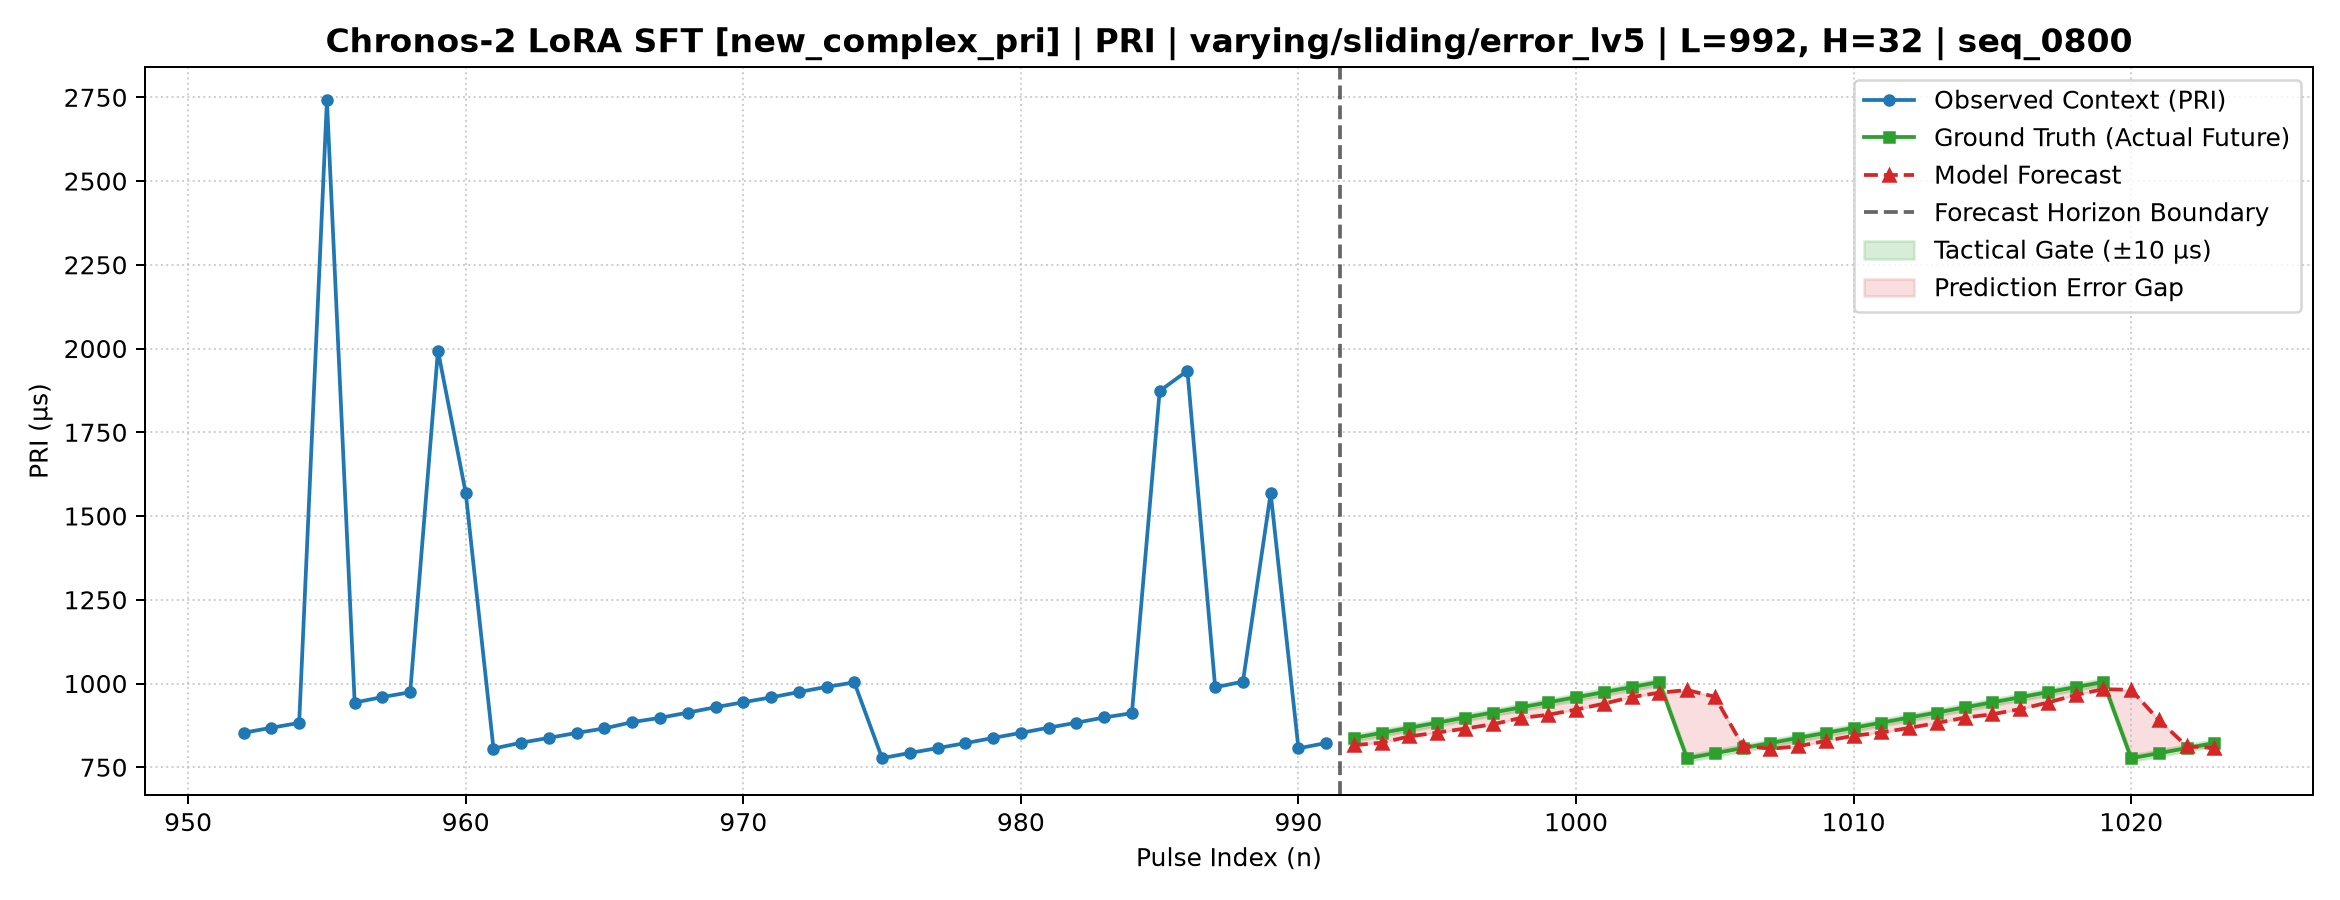 Chronos-2 LoRA SFT [new_complex_pri] | PRI | varying/sliding/error_lv5 | L=992, H=32 | seq_0800
Observed Context (PRI)
Ground Truth (Actual Future)
Model Forecast
Forecast Horizon Boundary
Tactical Gate (±10 μs)
Prediction Error Gap
PRI (μs)
2750
2500
2250
2000
1750
1500
1250
1000
750
950 960 970 980 990 1000 1010 1020
Pulse Index (n)